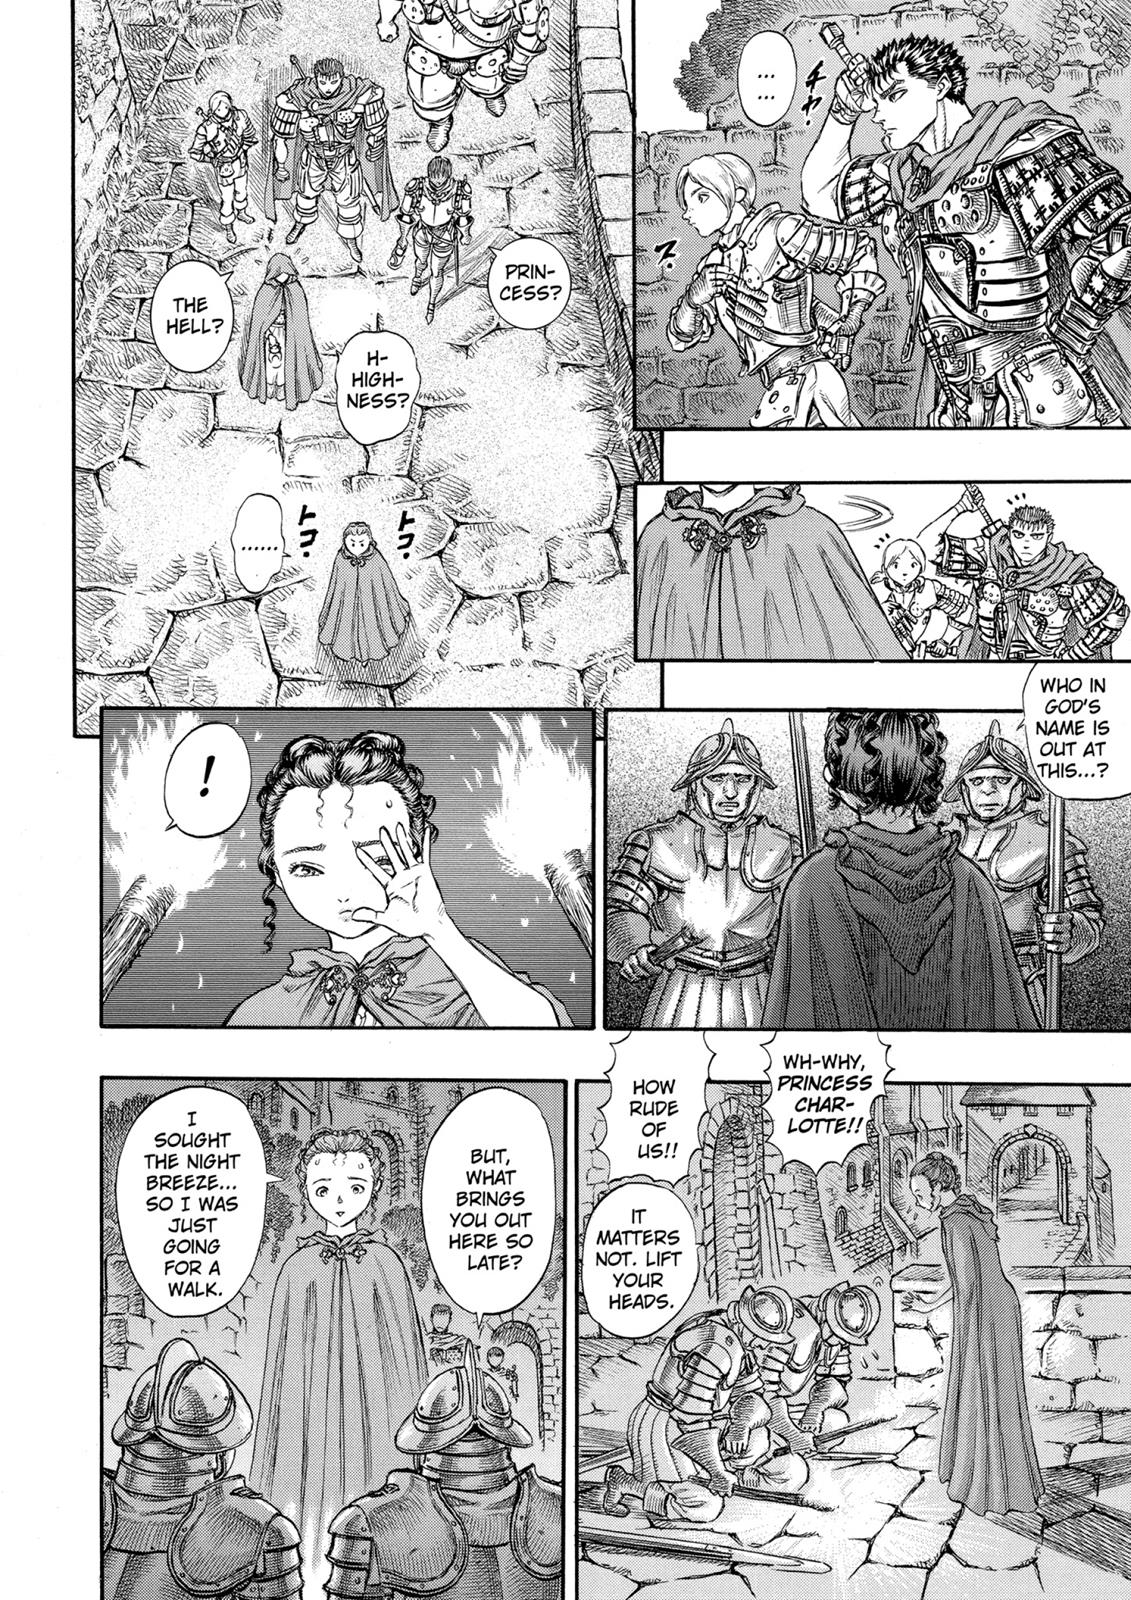 ...
...
チャ
?
THE
HELL?
PRIN-
CESS?
H-
HIGH-
NESS?
......
トコ
トコ
WHO IN
GOD'S
NAME IS
OUT AT
THIS...?
!
WH-WHY,
PRINCESS
CHAR-
LOTTE!!
HOW
RUDE
OF
US!!
IT
MATTERS
NOT. LIFT
YOUR
HEADS.
BUT,
WHAT
BRINGS
YOU OUT
HERE SO
LATE?
I
SOUGHT
THE NIGHT
BREEZE...
SO I WAS
JUST
GOING
FOR A
WALK.